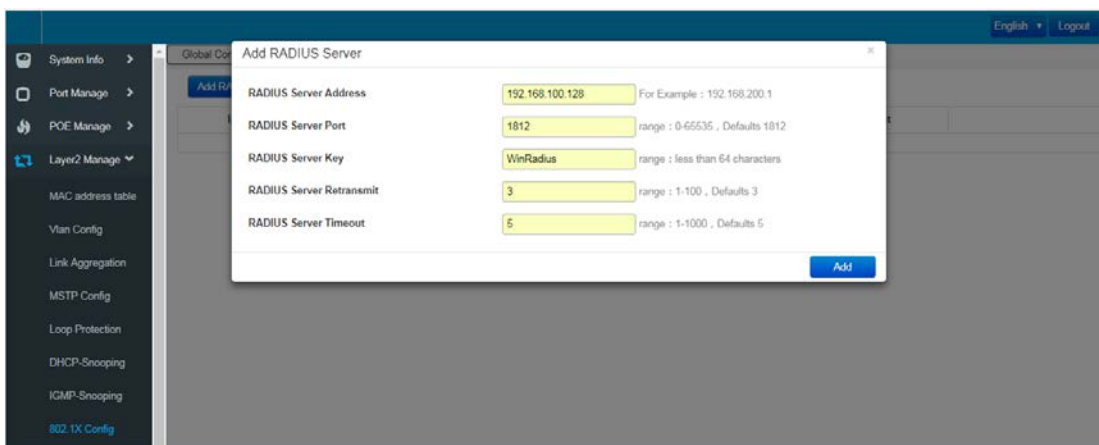 English Logout
System Info
Port Manage
POE Manage
Layer2 Manage
MAC address table
Vlan Config
Link Aggregation
MSTP Config
Loop Protection
DHCP-Snooping
IGMP-Snooping
802.1X Config
Global Con
Add RA
Add RADIUS Server
RADIUS Server Address 192.168.100.128 For Example : 192.168.200.1
RADIUS Server Port 1812 range : 0-65535 , Defaults 1812
RADIUS Server Key WinRadius range : less than 64 characters
RADIUS Server Retransmit 3 range : 1-100 , Defaults 3
RADIUS Server Timeout 5 range : 1-1000 , Defaults 5
Add